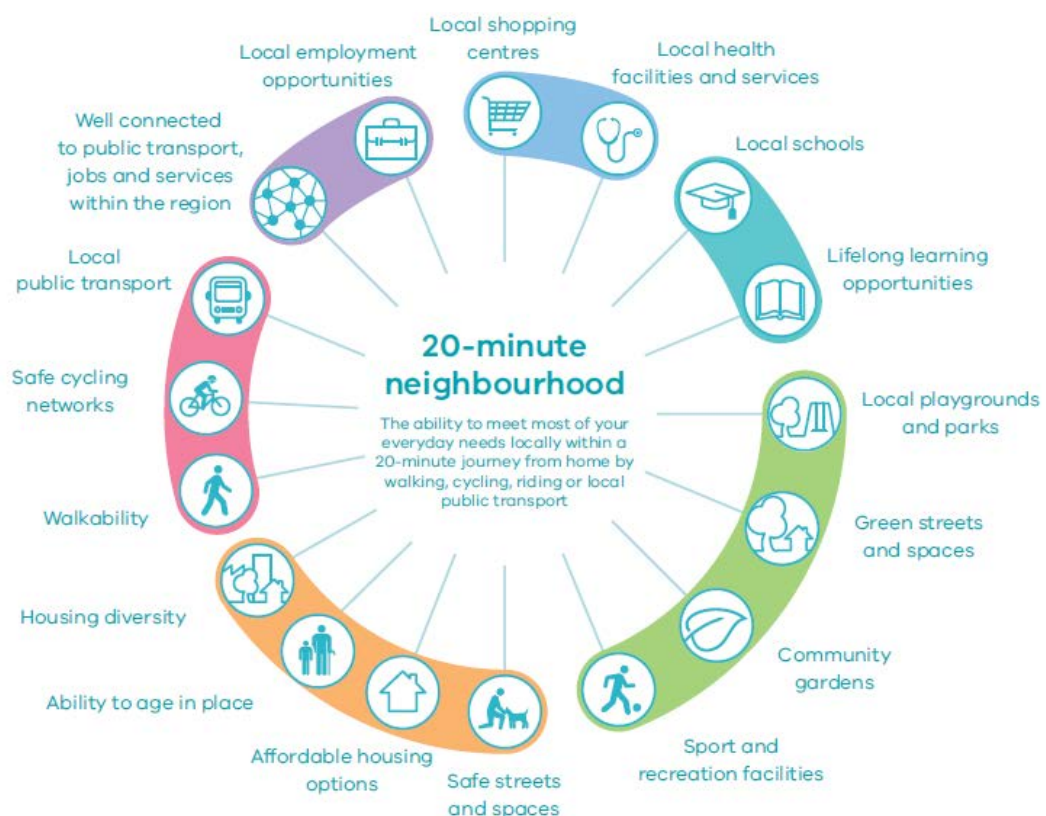 Local shopping
centres
Local health
facilities and services
Local schools
Lifelong learning
opportunities
Local playgrounds
and parks
Green streets
and spaces
Community
gardens
Sport and
recreation facilities
Safe streets
and spaces
Affordable housing
options
Ability to age in place
Housing diversity
Walkability
Safe cycling
networks
Local
public transport
Well connected
to public transport,
jobs and services
within the region
Local employment
opportunities
20-minute
neighbourhood
The ability to meet most of your
everyday needs locally within a
20-minute journey from home by
walking, cycling, riding or local
public transport